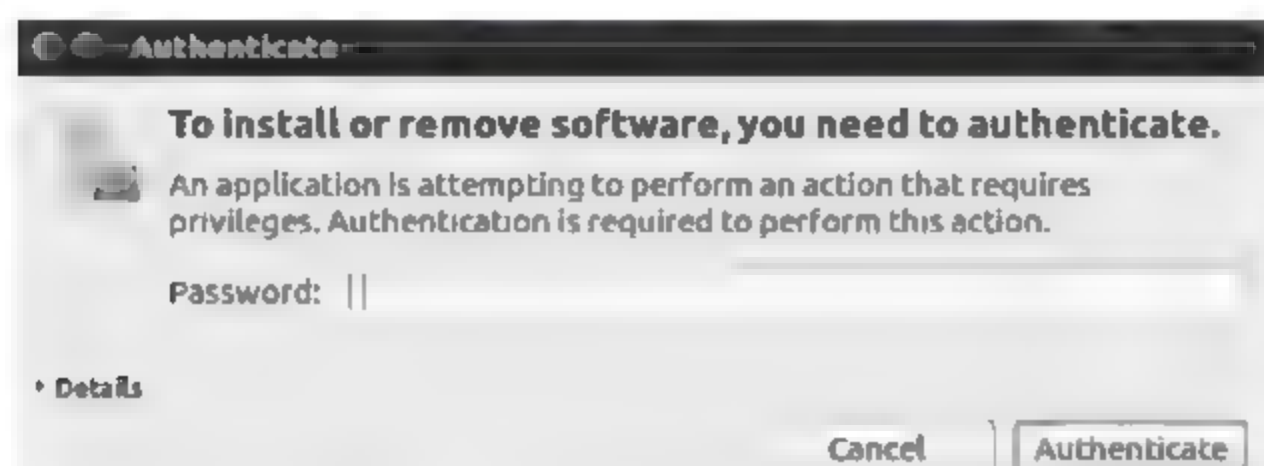 Authenticate
To install or remove software, you need to authenticate.
An application is attempting to perform an action that requires
privileges. Authentication is required to perform this action.
Password:
Details
Cancel
Authenticate